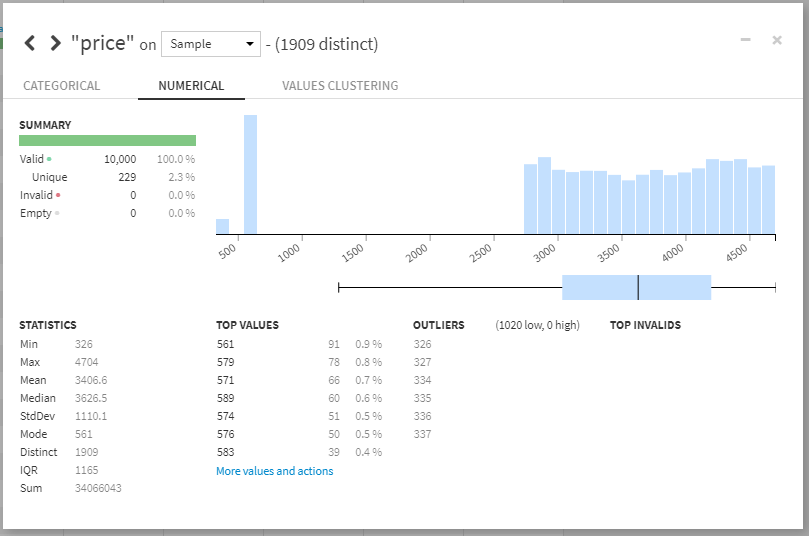 "price" on Sample - (1909 distinct)
CATEGORICAL NUMERICAL VALUES CLUSTERING
SUMMARY
Valid 10,000 100.0 %
Unique 229 2.3 %
Invalid 0 0.0 %
Empty 0 0.0 %
500 1000 1500 2000 2500 3000 3500 4000 4500
STATISTICS
Min 326
Max 4704
Mean 3406.6
Median 3626.5
StdDev 1110.1
Mode 561
Distinct 1909
IQR 1165
Sum 34066043
TOP VALUES
561 91 0.9 %
579 78 0.8 %
571 66 0.7 %
589 60 0.6 %
574 51 0.5 %
576 50 0.5 %
583 39 0.4 %
More values and actions
OUTLIERS (1020 low, 0 high)
326
327
334
335
336
337
TOP INVALIDS